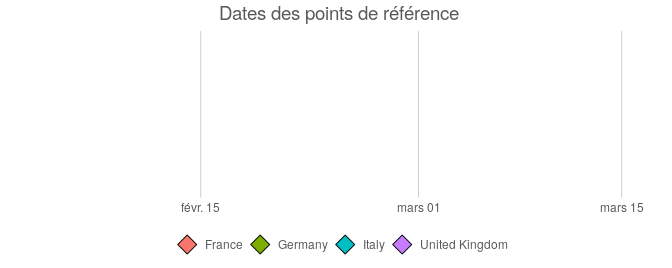 Dates des points de référence
févr. 15 mars 01 mars 15
France Germany Italy United Kingdom